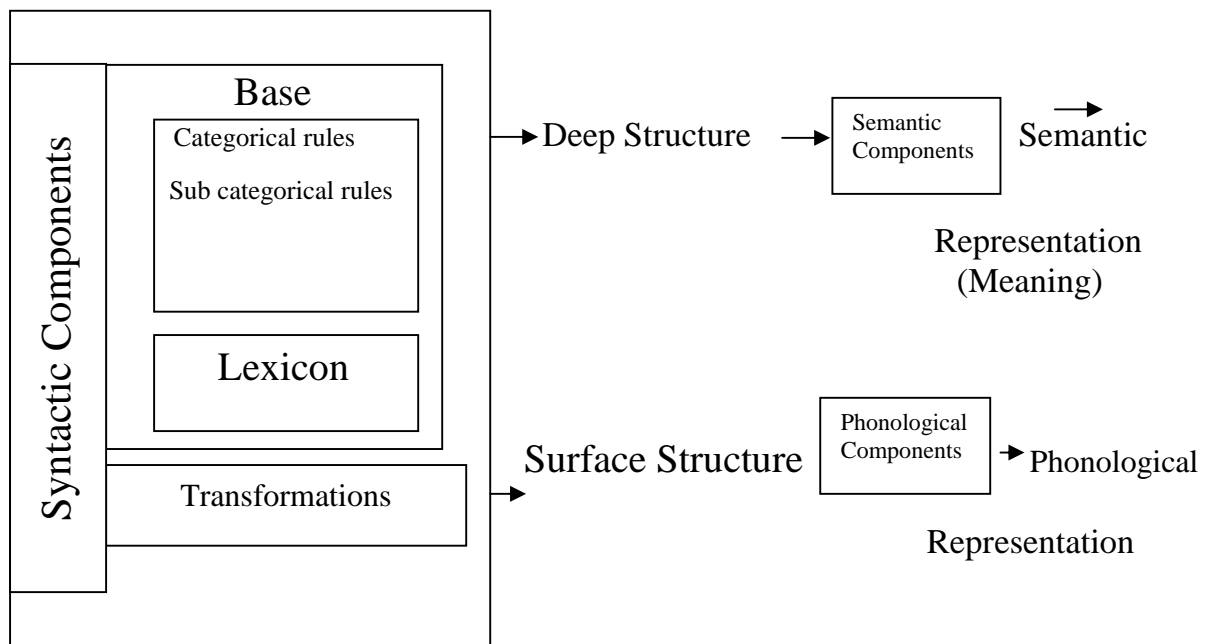 Syntactic Components
Base
Categorical rules
Sub categorical rules
Lexicon
Transformations
Deep Structure
Semantic
Components
Semantic
Representation
(Meaning)
Surface Structure
Phonological
Components
Phonological
Representation